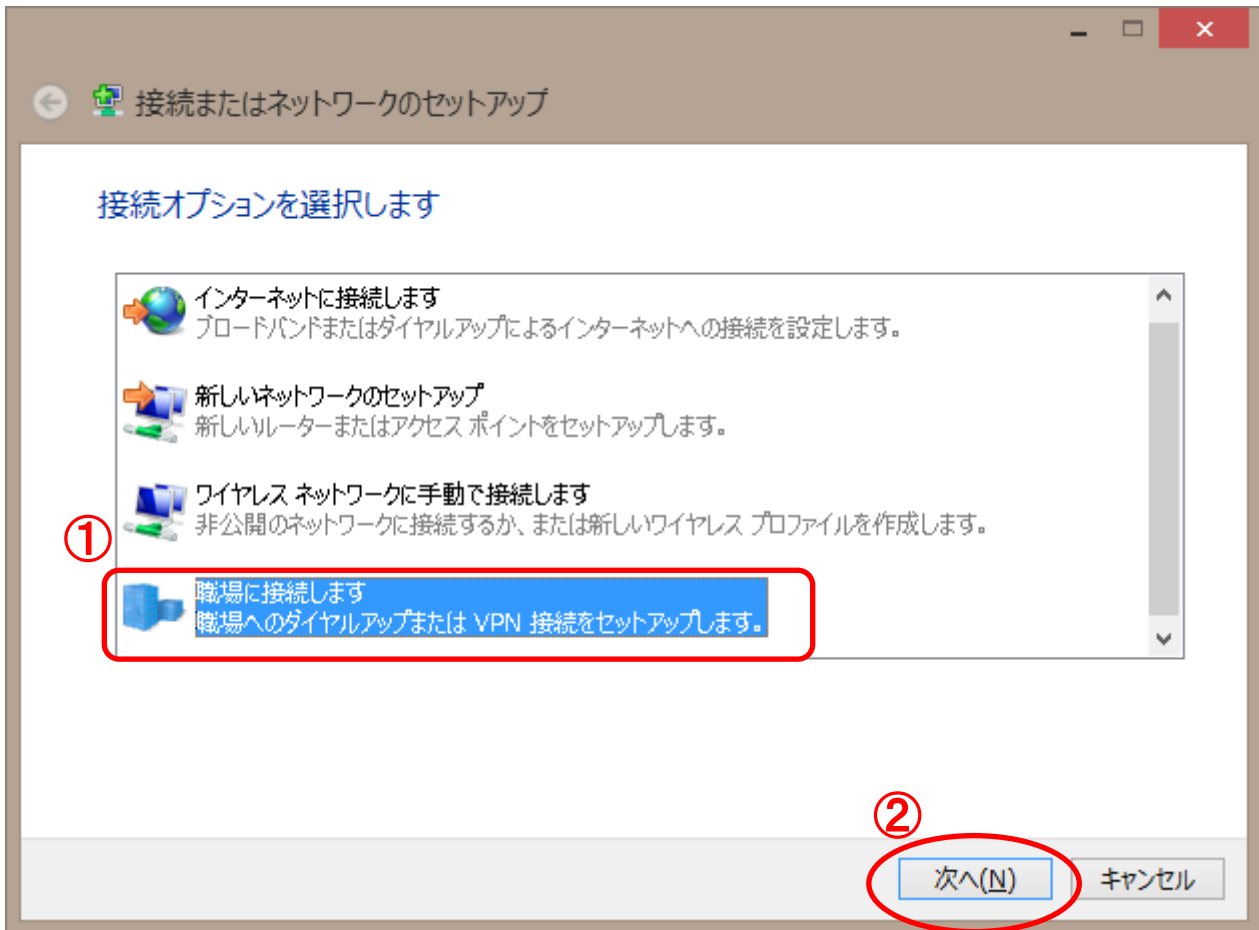 接続またはネットワークのセットアップ
接続オプションを選択します
インターネットに接続します
ブロードバンドまたはダイヤルアップによるインターネットへの接続を設定します。
新しいネットワークのセットアップ
新しいルーターまたはアクセス ポイントをセットアップします。
ワイヤレス ネットワークに手動で接続します
非公開のネットワークに接続するか、または新しいワイヤレス プロファイルを作成します。
①
職場に接続します
職場へのダイヤルアップまたは VPN 接続をセットアップします。
②
次へ(N)
キャンセル